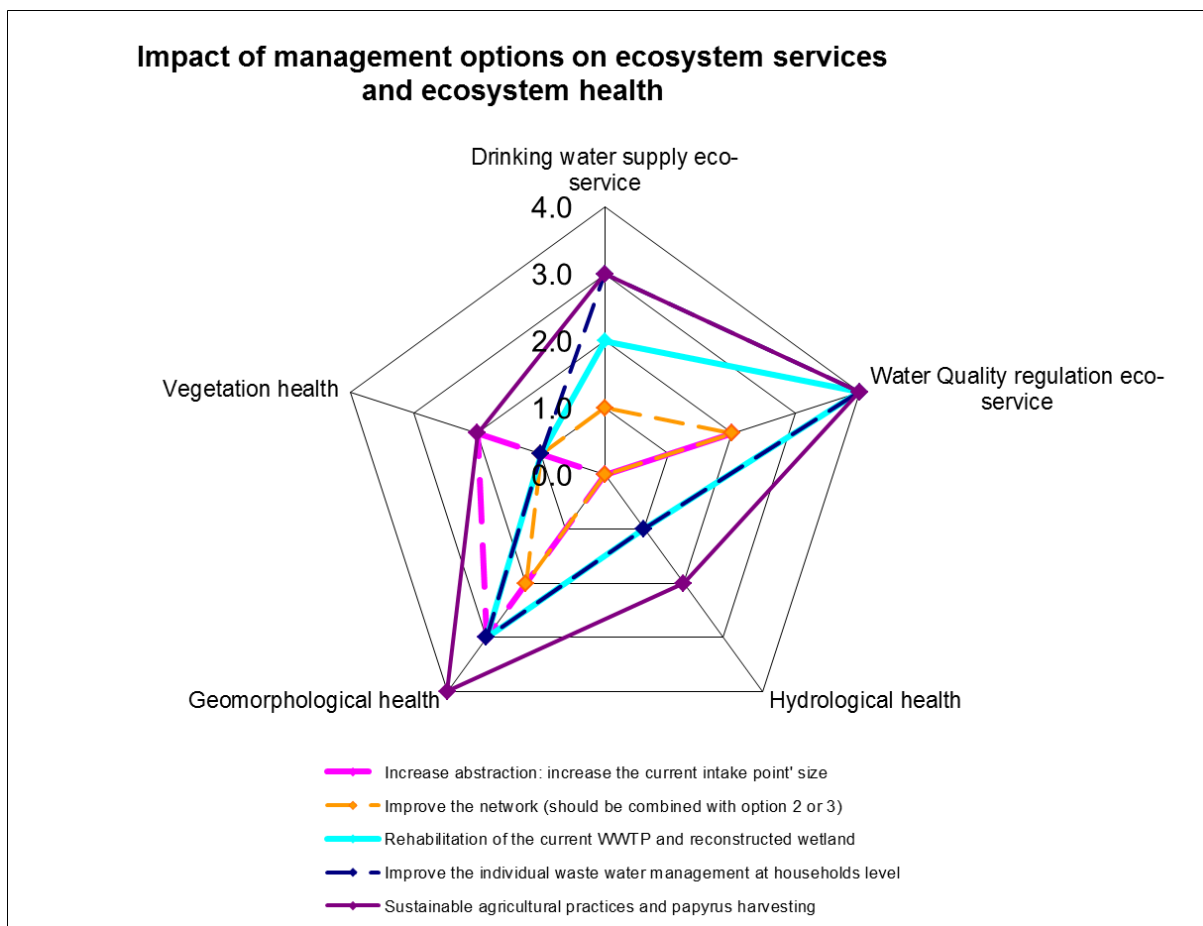 Impact of management options on ecosystem services
and ecosystem health
Drinking water supply eco-
service
4.0
3.0
2.0
1.0
0.0
Water Quality regulation eco-
service
Vegetation health
Geomorphological health
Hydrological health
Increase abstraction: increase the current intake point' size
Improve the network (should be combined with option 2 or 3)
Rehabilitation of the current WWTP and reconstructed wetland
Improve the individual waste water management at households level
Sustainable agricultural practices and papyrus harvesting